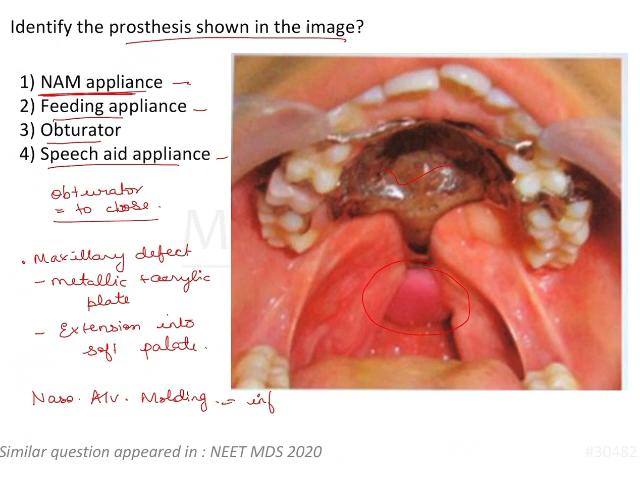 Identify the prosthesis shown in the image?
1) NAM appliance
2) Feeding appliance
3) Obturator
4) Speech aid appliance
Obturator
= to close.
• Maxillary defect
- metallic + acrylic
plate
- Extension into
soft palate.
Naso. Alv. Molding. = inf
Similar question appeared in : NEET MDS 2020
#30482